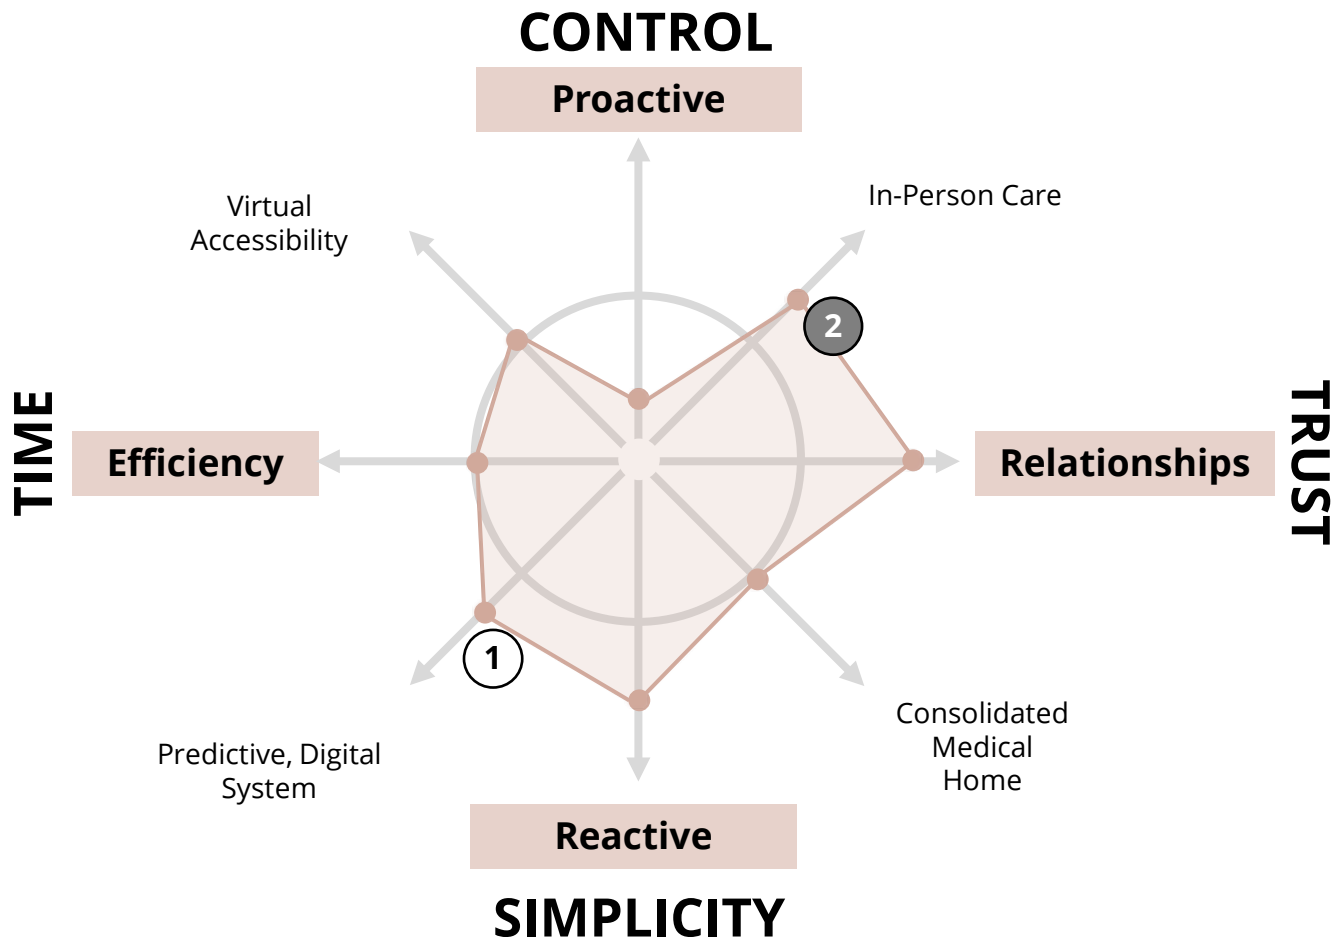 CONTROL
Proactive
In-Person Care
Virtual
Accessibility
2
TIME
Efficiency
Relationships
TRUST
1
Consolidated
Medical
Home
Predictive, Digital
System
Reactive
SIMPLICITY